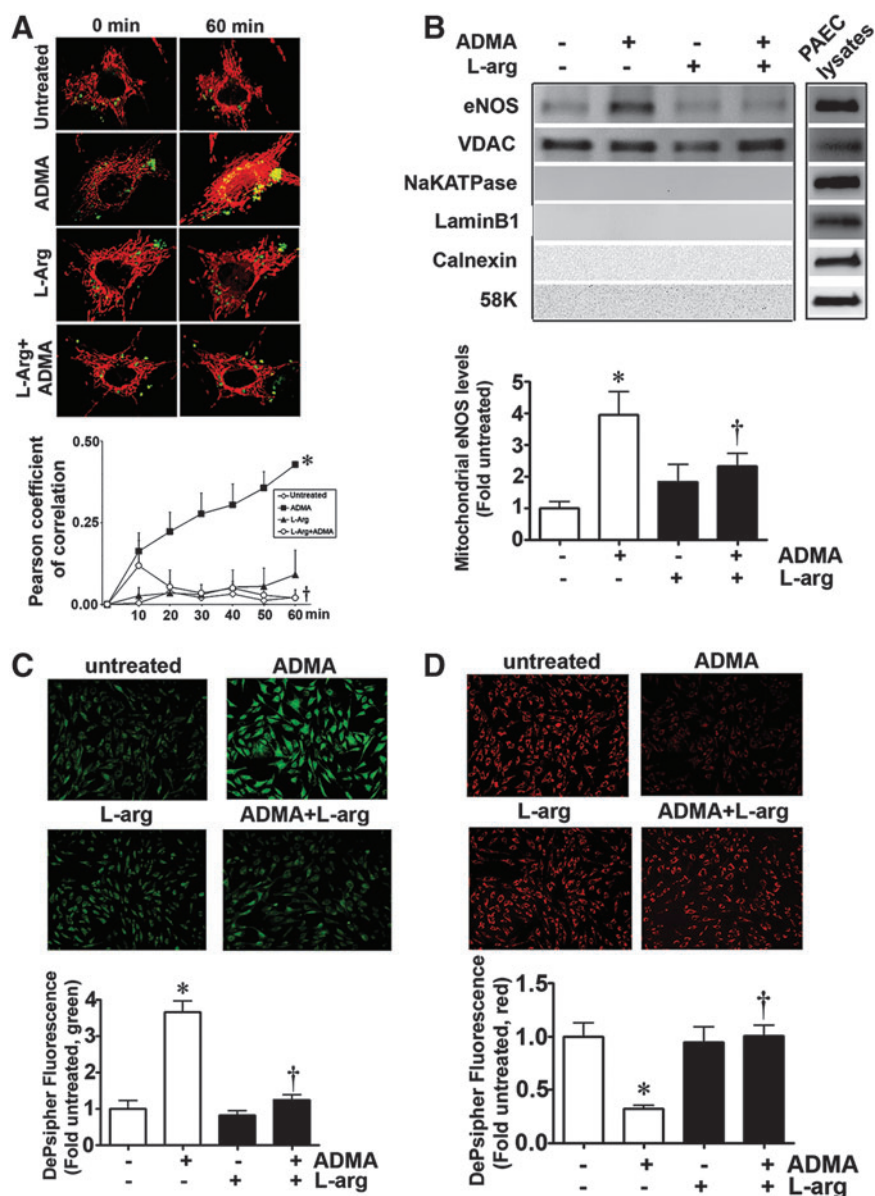 A
0 min 60 min
Untreated
ADMA
L-Arg
L-Arg+
ADMA
Pearson coefficient
of correlation
0.50
0.25
0.00
Untreated
ADMA
L-Arg
L-Arg+ADMA
*
†
10 20 30 40 50 60 min
B
ADMA - + - +
L-arg - - + +
PAEC
lysates
eNOS
VDAC
NaKATPase
LaminB1
Calnexin
58K
Mitochondrial eNOS levels
(Fold untreated)
5
4
3
2
1
0
*
†
- + - + ADMA
- - + + L-arg
C
untreated ADMA
L-arg ADMA+L-arg
DePsipher Fluorescence
(Fold untreated, green)
4
3
2
1
0
*
†
- + - + ADMA
- - + + L-arg
D
untreated ADMA
L-arg ADMA+L-arg
DePsipher Fluorescence
(Fold untreated, red)
1.5
1.0
0.5
0.0
*
†
- + - + ADMA
- - + + L-arg